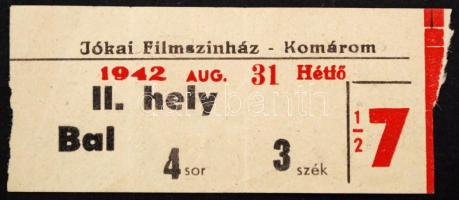 Jókai Filmszinház - Komárom
1942 AUG. 31 Hétfő
II. hely
Bal
4 sor 3 szék
1/2 7